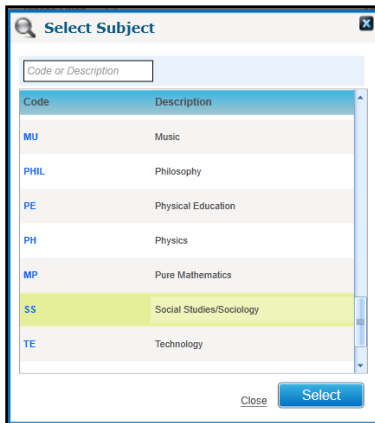 Select Subject
Code or Description
Code Description
MU Music
PHIL Philosophy
PE Physical Education
PH Physics
MP Pure Mathematics
SS Social Studies/Sociology
TE Technology
Close Select